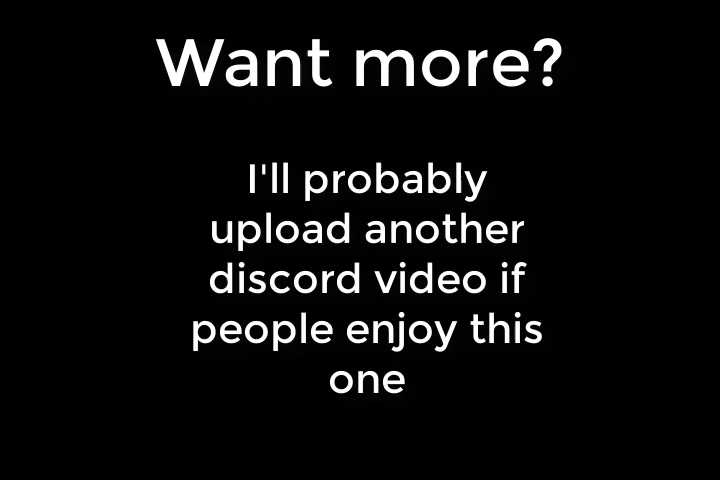 Want more?
I'll probably
upload another
discord video if
people enjoy this
one